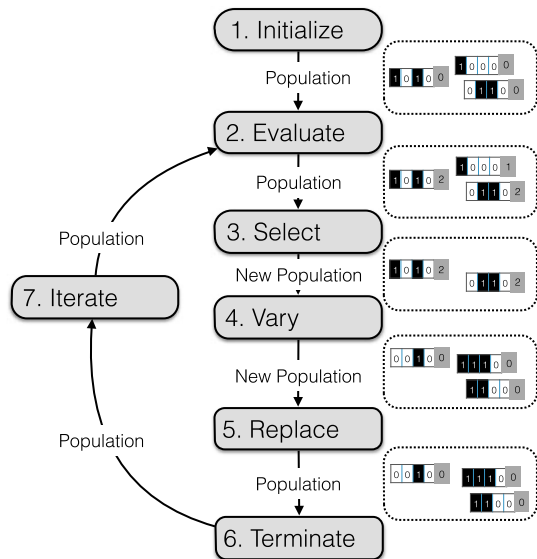 1. Initialize
Population
1 0 1 0 0
1 0 0 0 0
0 1 1 0 0
2. Evaluate
Population
1 0 1 0 2
1 0 0 0 1
0 1 1 0 2
3. Select
New Population
1 0 1 0 2
0 1 1 0 2
Population
7. Iterate
4. Vary
New Population
0 0 1 0 0
1 1 1 0 0
1 1 0 0 0
5. Replace
Population
Population
0 0 1 0 0
1 1 1 0 0
1 1 0 0 0
6. Terminate